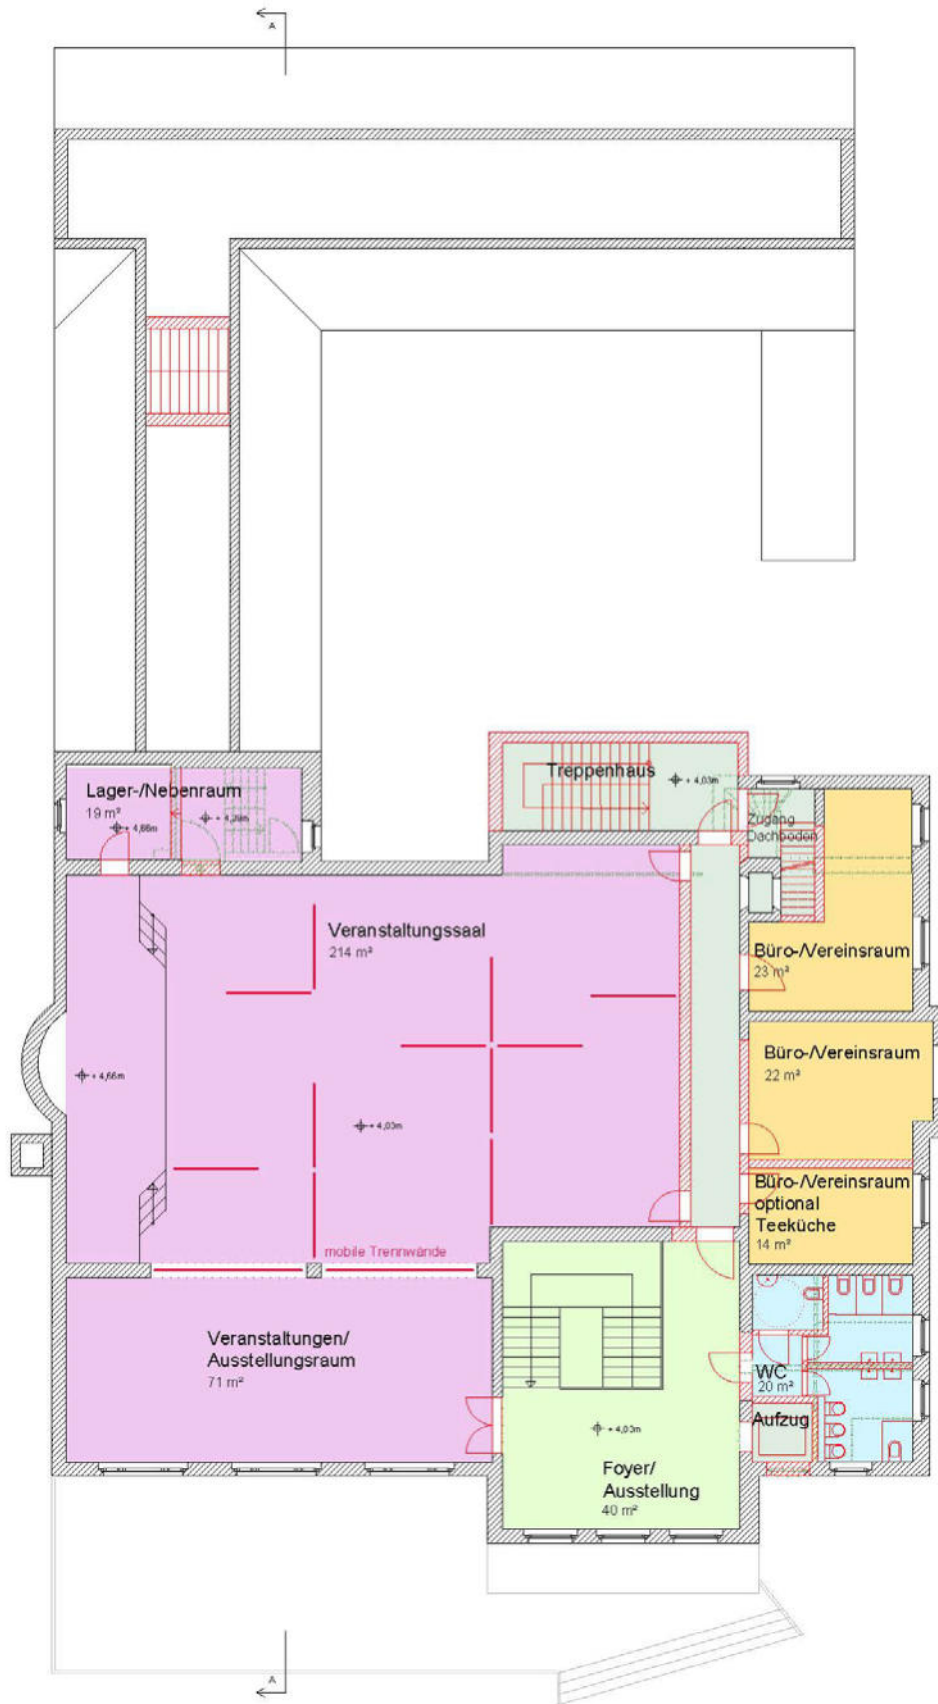 A
Treppenhaus
+ 4,03m
Lager-/Nebenraum
19 m²
+ 4,66m
Zugang
Dachboden
Veranstaltungssaal
214 m²
Büro-/Vereinsraum
23 m²
Büro-/Vereinsraum
22 m²
+ 4,66m
+ 4,03m
Büro-/Vereinsraum
optional
Teeküche
14 m²
mobile Trennwände
Veranstaltungen/
Ausstellungsraum
71 m²
WC
20 m²
Aufzug
+ 4,03m
Foyer/
Ausstellung
40 m²
A